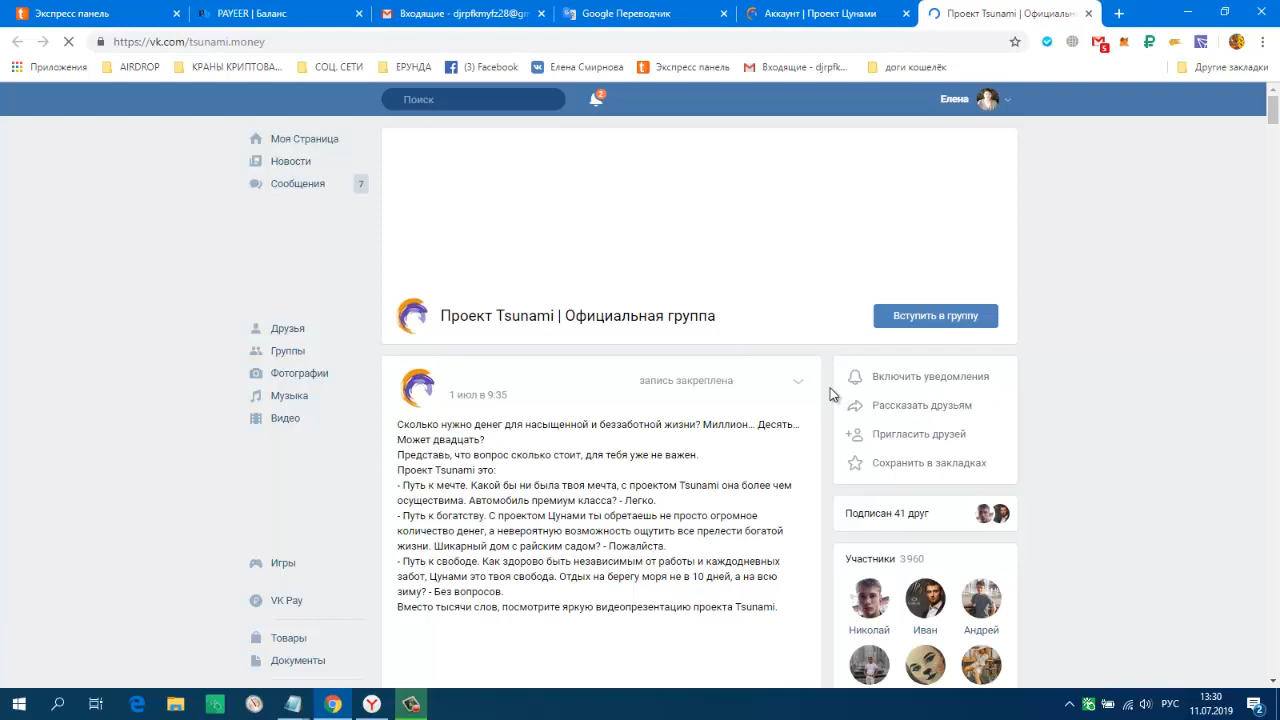 Экспресс панель
PAYEER | Баланс
Входящие - djrpfkmyfz28@gm
Google Переводчик
Аккаунт | Проект Цунами
Проект Tsunami | Официальн
https://vk.com/tsunami.money
5
Приложения
AIRDROP
КРАНЫ КРИПТОВА...
СОЦ. СЕТИ
ЕРУНДА
(3) Facebook
Елена Смирнова
Экспресс панель
Входящие - djrpfk...
доги кошелёк
Другие закладки
Поиск
2
Елена
Моя Страница
Новости
Сообщения
7
Друзья
Группы
Фотографии
Музыка
Видео
Игры
VK Pay
Товары
Документы
Проект Tsunami | Официальная группа
Вступить в группу
запись закреплена
1 июл в 9:35
Сколько нужно денег для насыщенной и беззаботной жизни? Миллион... Десять...
Может двадцать?
Представь, что вопрос сколько стоит, для тебя уже не важен.
Проект Tsunami это:
- Путь к мечте. Какой бы ни была твоя мечта, с проектом Tsunami она более чем
осуществима. Автомобиль премиум класса? - Легко.
- Путь к богатству. С проектом Цунами ты обретаешь не просто огромное
количество денег, а невероятную возможность ощутить все прелести богатой
жизни. Шикарный дом с райским садом? - Пожалйста.
- Путь к свободе. Как здорово быть независимым от работы и каждодневных
забот, Цунами это твоя свобода. Отдых на берегу моря не в 10 дней, а на всю
зиму? - Без вопросов.
Вместо тысячи слов, посмотрите яркую видеопрезентацию проекта Tsunami.
Включить уведомления
Рассказать друзьям
Пригласить друзей
Сохранить в закладках
Подписан 41 друг
Участники 3 960
Николай
Иван
Андрей
РУС
13:30
11.07.2019
2